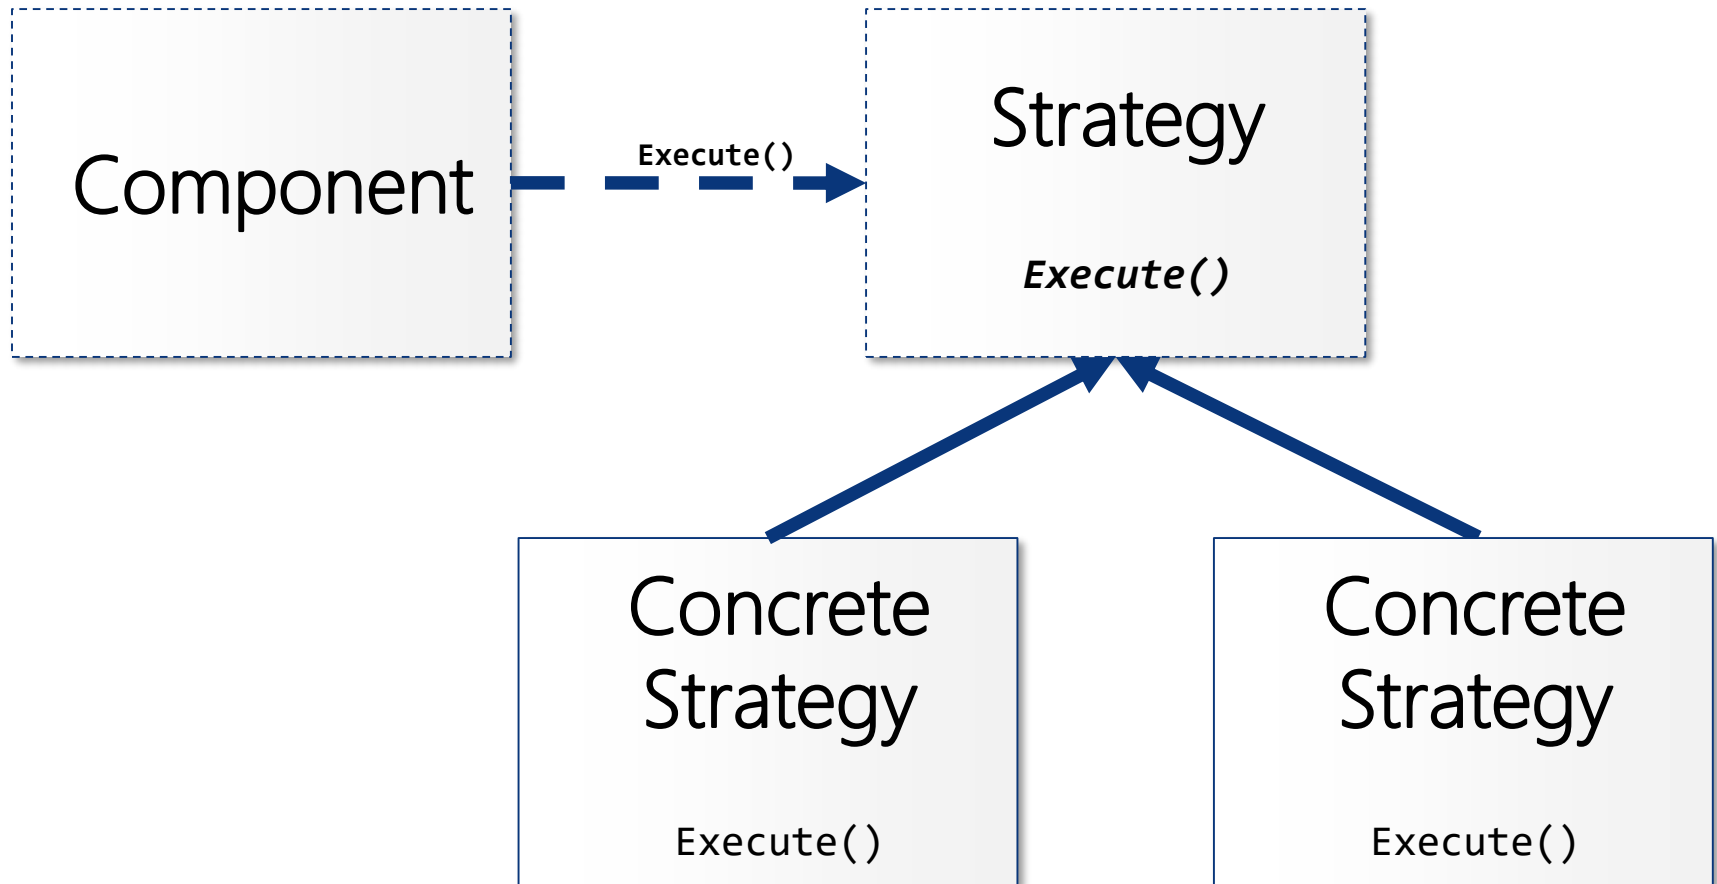 Component
Execute()
Strategy
Execute()
Concrete
Strategy
Execute()
Concrete
Strategy
Execute()